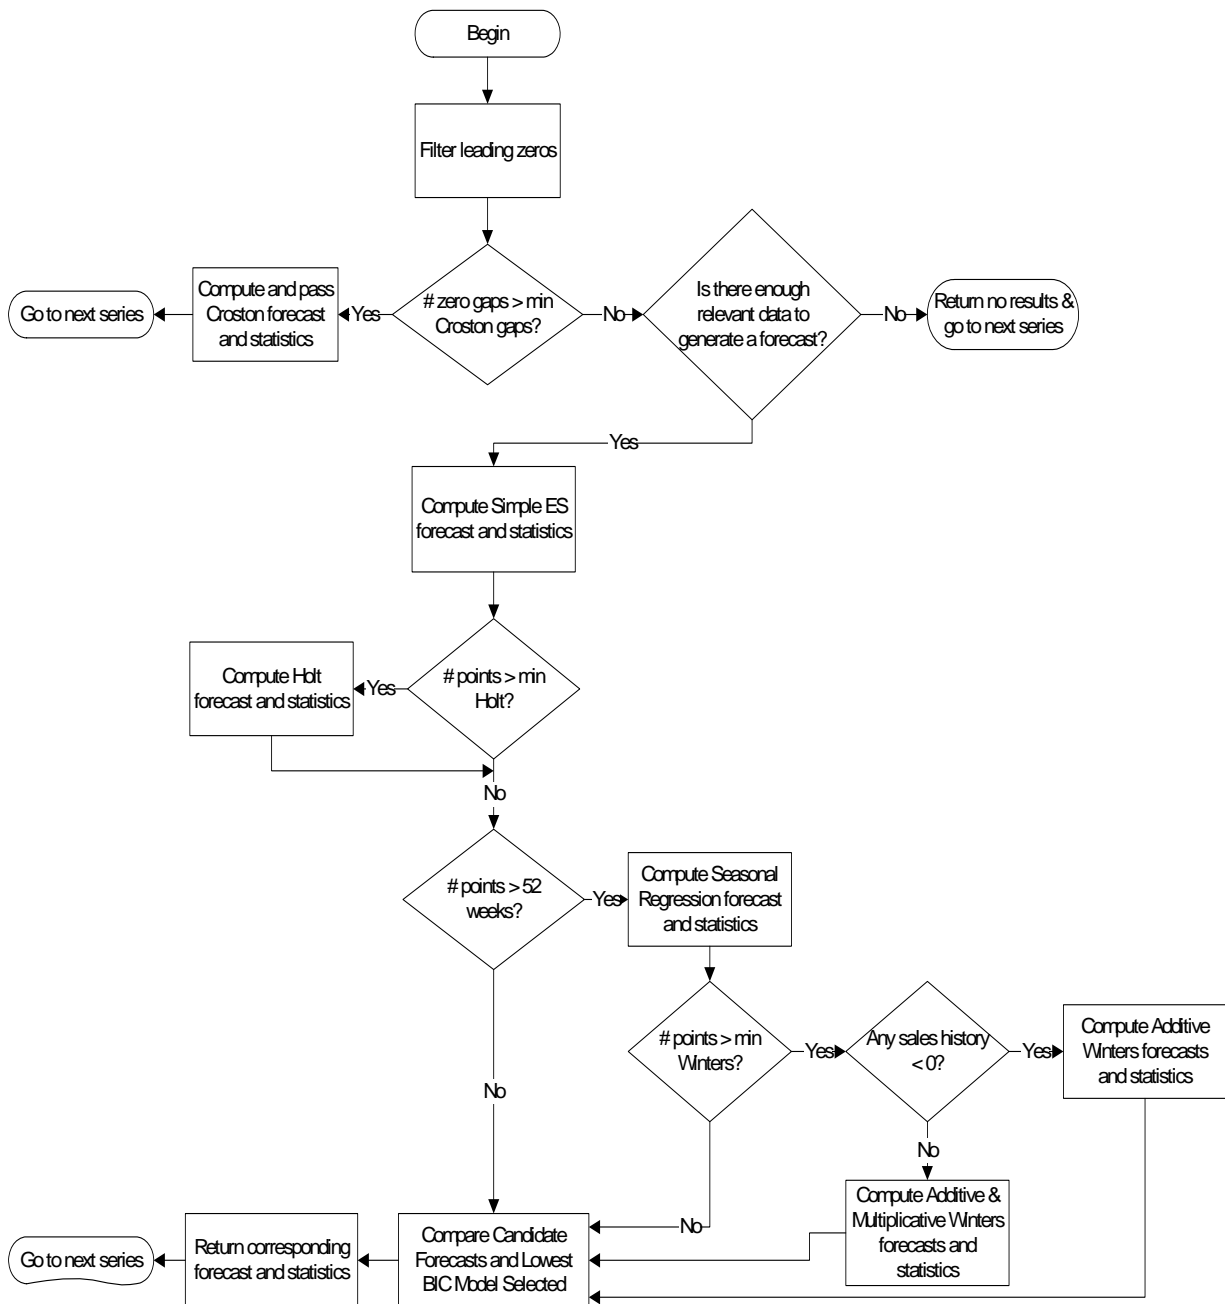 Begin
Filter leading zeros
# zero gaps > min
Croston gaps?
Yes
Compute and pass
Croston forecast
and statistics
Go to next series
No
Is there enough
relevant data to
generate a forecast?
No
Return no results &
go to next series
Yes
Compute Simple ES
forecast and statistics
# points > min
Holt?
Yes
Compute Holt
forecast and statistics
No
# points > 52
weeks?
Yes
Compute Seasonal
Regression forecast
and statistics
# points > min
Winters?
Yes
Any sales history
< 0?
Yes
Compute Additive
Winters forecasts
and statistics
No
No
Compute Additive &
Multiplicative Winters
forecasts and
statistics
No
Compare Candidate
Forecasts and Lowest
BIC Model Selected
Return corresponding
forecast and statistics
Go to next series